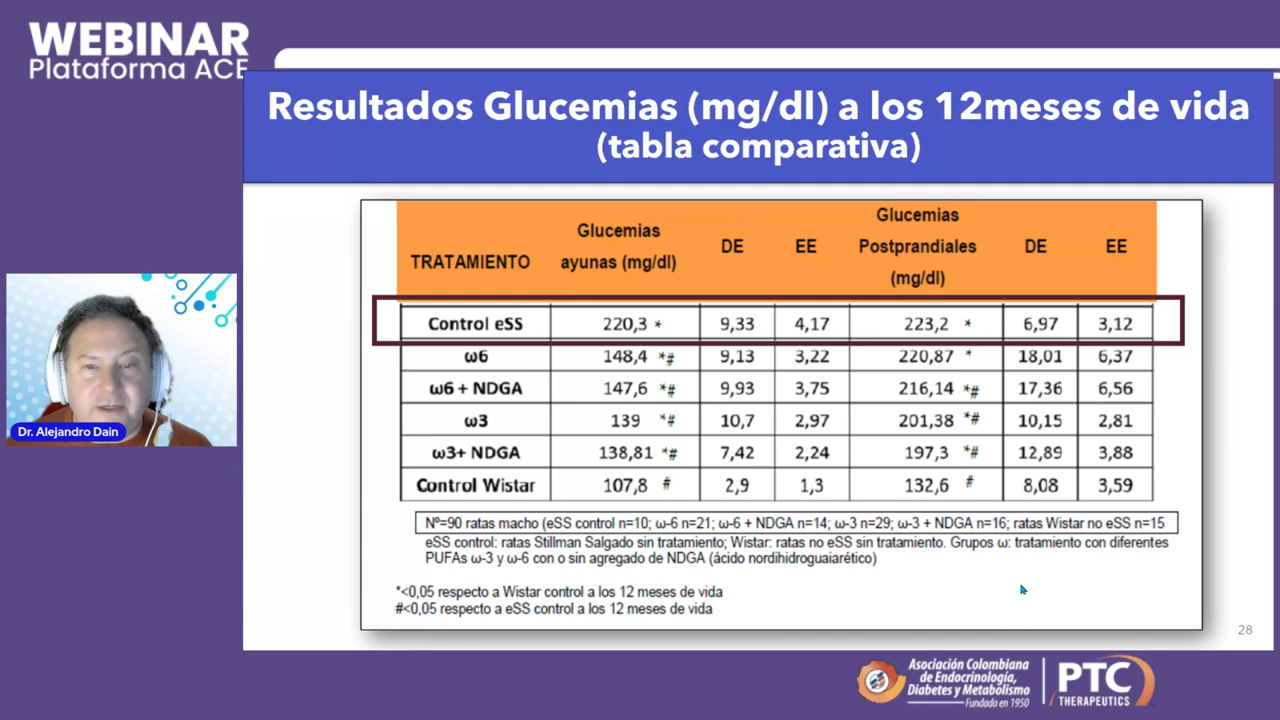 WEBINAR
Plataforma ACE
Resultados Glucemias (mg/dl) a los 12meses de vida
(tabla comparativa)
TRATAMIENTO Glucemias ayunas (mg/dl) DE EE Glucemias Postprandiales (mg/dl) DE EE
Control eSS 220,3 * 9,33 4,17 223,2 * 6,97 3,12
ω6 148,4 *# 9,13 3,22 220,87 * 18,01 6,37
ω6 + NDGA 147,6 *# 9,93 3,75 216,14 *# 17,36 6,56
ω3 139 *# 10,7 2,97 201,38 *# 10,15 2,81
ω3+ NDGA 138,81 *# 7,42 2,24 197,3 *# 12,89 3,88
Control Wistar 107,8 # 2,9 1,3 132,6 # 8,08 3,59
Nº=90 ratas macho (eSS control n=10; ω-6 n=21; ω-6 + NDGA n=14; ω-3 n=29; ω-3 + NDGA n=16; ratas Wistar no eSS n=15
eSS control: ratas Stillman Salgado sin tratamiento; Wistar: ratas no eSS sin tratamiento. Grupos ω: tratamiento con diferentes
PUFAs ω-3 y ω-6 con o sin agregado de NDGA (ácido nordihidroguaiarético)
*<0,05 respecto a Wistar control a los 12 meses de vida
#<0,05 respecto a eSS control a los 12 meses de vida
28
Dr. Alejandro Dain
Asociación Colombiana
de Endocrinología,
Diabetes y Metabolismo
Fundada en 1950
PTC
THERAPEUTICS